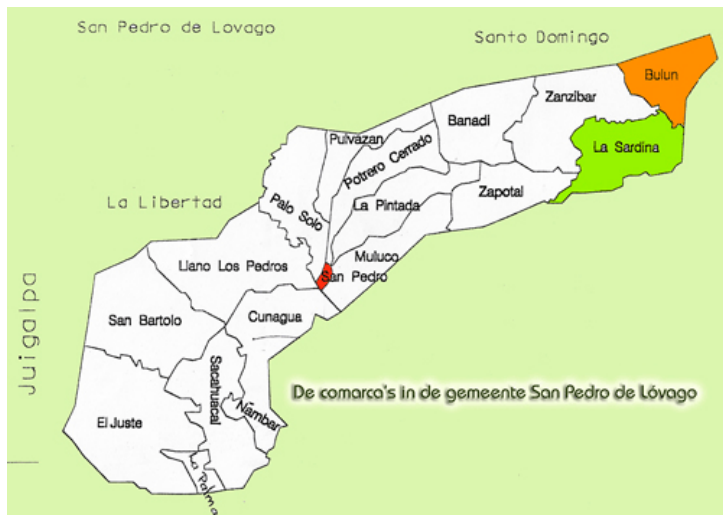 San Pedro de Lovago
Santo Domingo
Bulun
Zanzibar
Banadi
Pulvazan
La Sardina
Potrero Cerrado
Zapotal
La Libertad
Palo Solo
La Pintada
Muluco
Llano Los Pedros
San Pedro
Juigalpa
San Bartolo
Cunagua
Sacahuacal
De comarca's in de gemeente San Pedro de Lóvago
Nambar
El Juste
La Palma